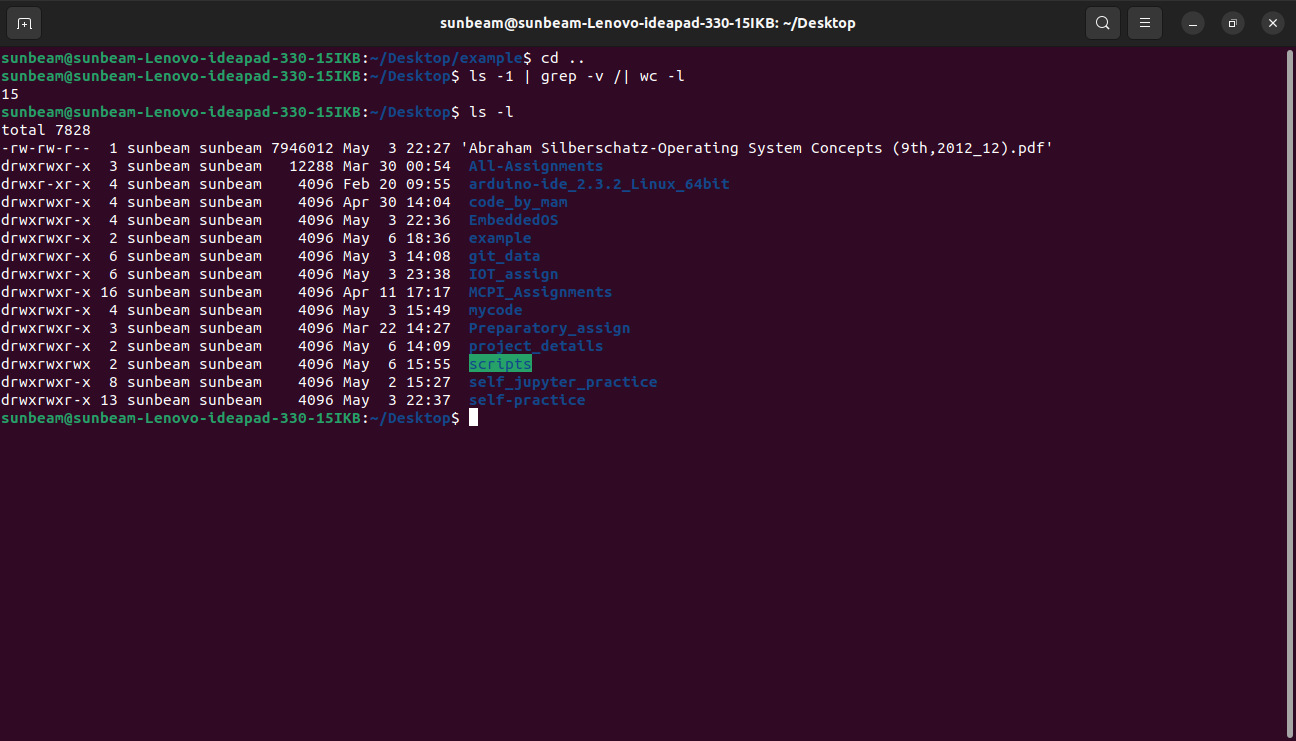 sunbeam@sunbeam-Lenovo-ideapad-330-15IKB: ~/Desktop
sunbeam@sunbeam-Lenovo-ideapad-330-15IKB:~/Desktop/example$ cd ..
sunbeam@sunbeam-Lenovo-ideapad-330-15IKB:~/Desktop$ ls -1 | grep -v /| wc -l
15
sunbeam@sunbeam-Lenovo-ideapad-330-15IKB:~/Desktop$ ls -l
total 7828
-rw-rw-r--  1 sunbeam sunbeam 7946012 May  3 22:27 'Abraham Silberschatz-Operating System Concepts (9th,2012_12).pdf'
drwxrwxr-x  3 sunbeam sunbeam   12288 Mar 30 00:54  All-Assignments
drwxr-xr-x  4 sunbeam sunbeam    4096 Feb 20 09:55  arduino-ide_2.3.2_Linux_64bit
drwxrwxr-x  4 sunbeam sunbeam    4096 Apr 30 14:04  code_by_mam
drwxrwxr-x  4 sunbeam sunbeam    4096 May  3 22:36  EmbeddedOS
drwxrwxr-x  2 sunbeam sunbeam    4096 May  6 18:36  example
drwxrwxr-x  6 sunbeam sunbeam    4096 May  3 14:08  git_data
drwxrwxr-x  6 sunbeam sunbeam    4096 May  3 23:38  IOT_assign
drwxrwxr-x 16 sunbeam sunbeam    4096 Apr 11 17:17  MCPI_Assignments
drwxrwxr-x  4 sunbeam sunbeam    4096 May  3 15:49  mycode
drwxrwxr-x  3 sunbeam sunbeam    4096 Mar 22 14:27  Preparatory_assign
drwxrwxr-x  2 sunbeam sunbeam    4096 May  6 14:09  project_details
drwxrwxrwx  2 sunbeam sunbeam    4096 May  6 15:55  scripts
drwxrwxr-x  8 sunbeam sunbeam    4096 May  2 15:27  self_jupyter_practice
drwxrwxr-x 13 sunbeam sunbeam    4096 May  3 22:37  self-practice
sunbeam@sunbeam-Lenovo-ideapad-330-15IKB:~/Desktop$